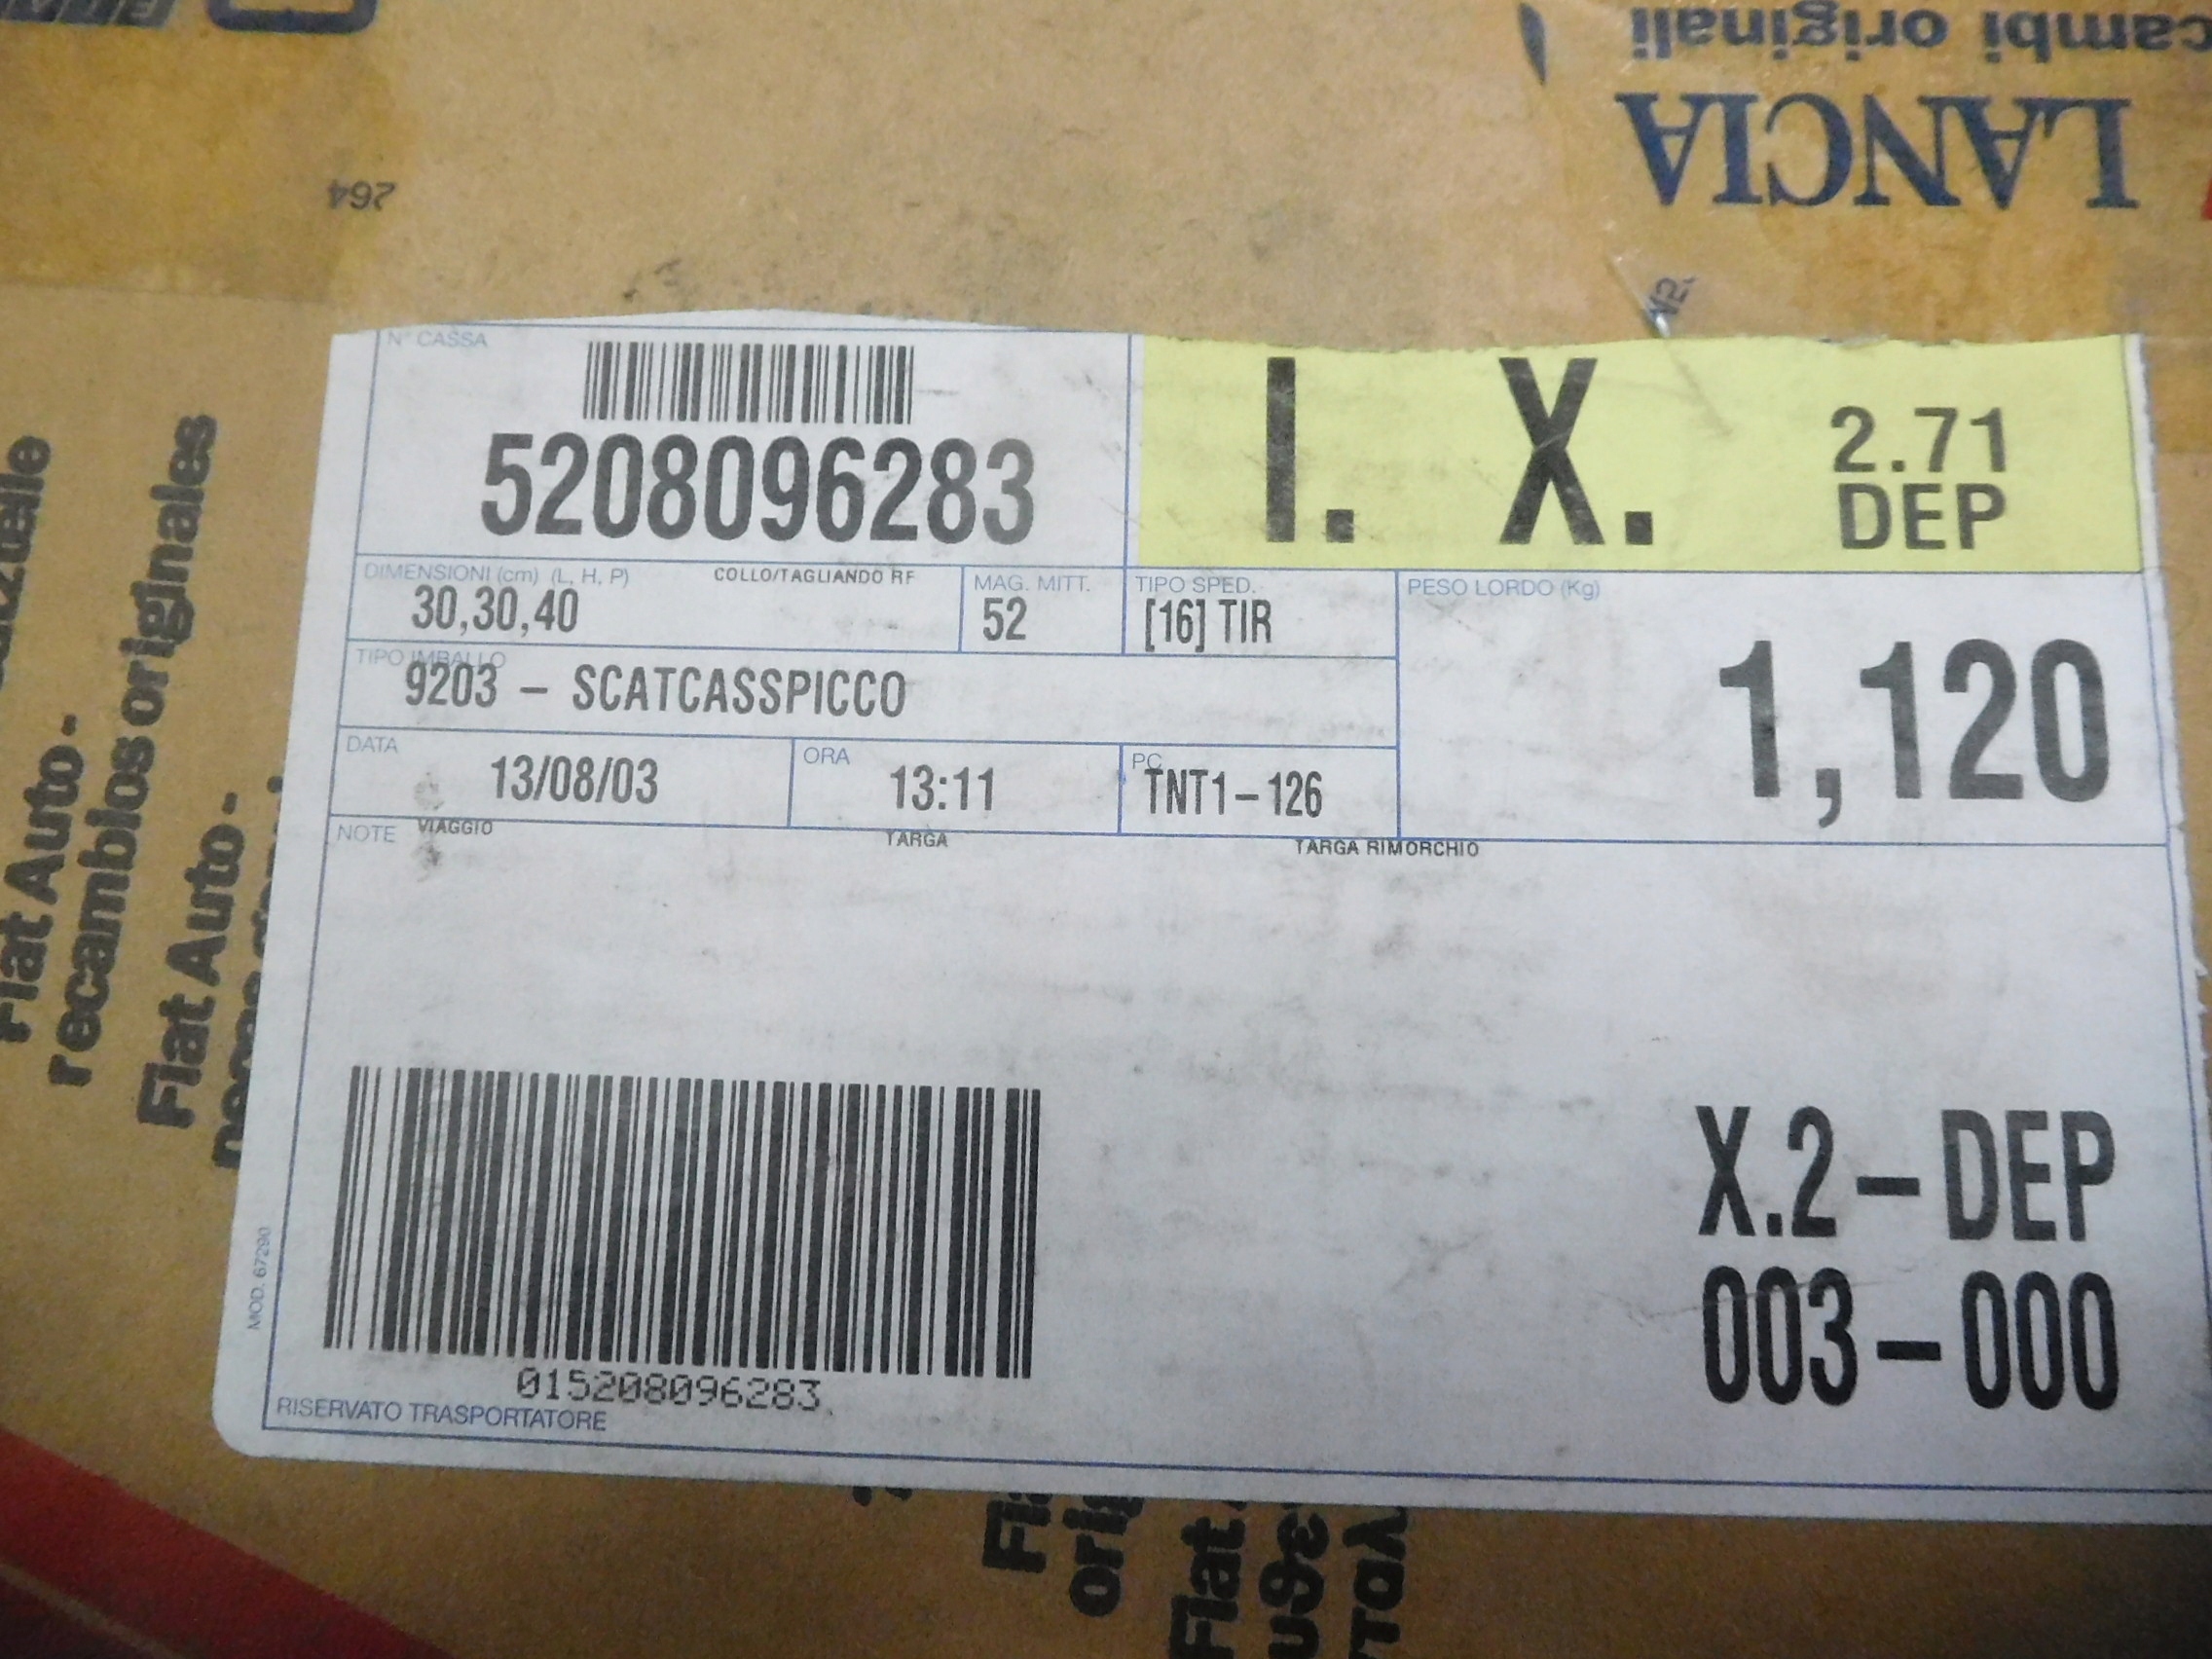 cambi originali
LANCIA
264
N° CASSA
5208096283
I. X. 2.71
DEP
DIMENSIONI (cm) (L, H, P) COLLO/TAGLIANDO RF
30,30,40
MAG. MITT.
52
TIPO SPED.
[16] TIR
PESO LORDO (Kg)
1,120
TIPO IMBALLO
9203 - SCATCASSPICCO
DATA
13/08/03
ORA
13:11
PC
TNT1-126
NOTE VIAGGIO TARGA TARGA RIMORCHIO
X.2-DEP
003-000
015208096283
RISERVATO TRASPORTATORE
MOD. 67290
Fiat Auto -
recambios originales
Fiat Auto -
Fiat